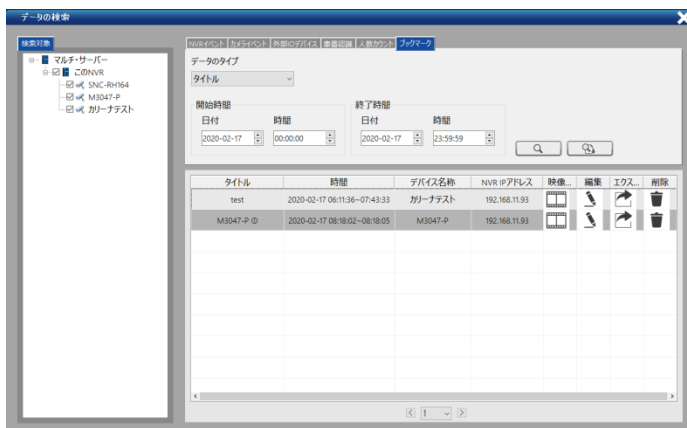 データの検索
検索対象
マルチ・サーバー
このNVR
SNC-RH164
M3047-P
カリーナテスト
NVRイベント カメライベント 外部IOデバイス 車番認識 人数カウント ブックマーク
データのタイプ
タイトル
開始時間 終了時間
日付 時間 日付 時間
2020-02-17 00:00:00 2020-02-17 23:59:59
タイトル 時間 デバイス名称 NVR IPアドレス 映像... 編集 エクス... 削除
test 2020-02-17 06:11:36~07:43:33 カリーナテスト 192.168.11.93
M3047-P ① 2020-02-17 08:18:02~08:18:05 M3047-P 192.168.11.93
1